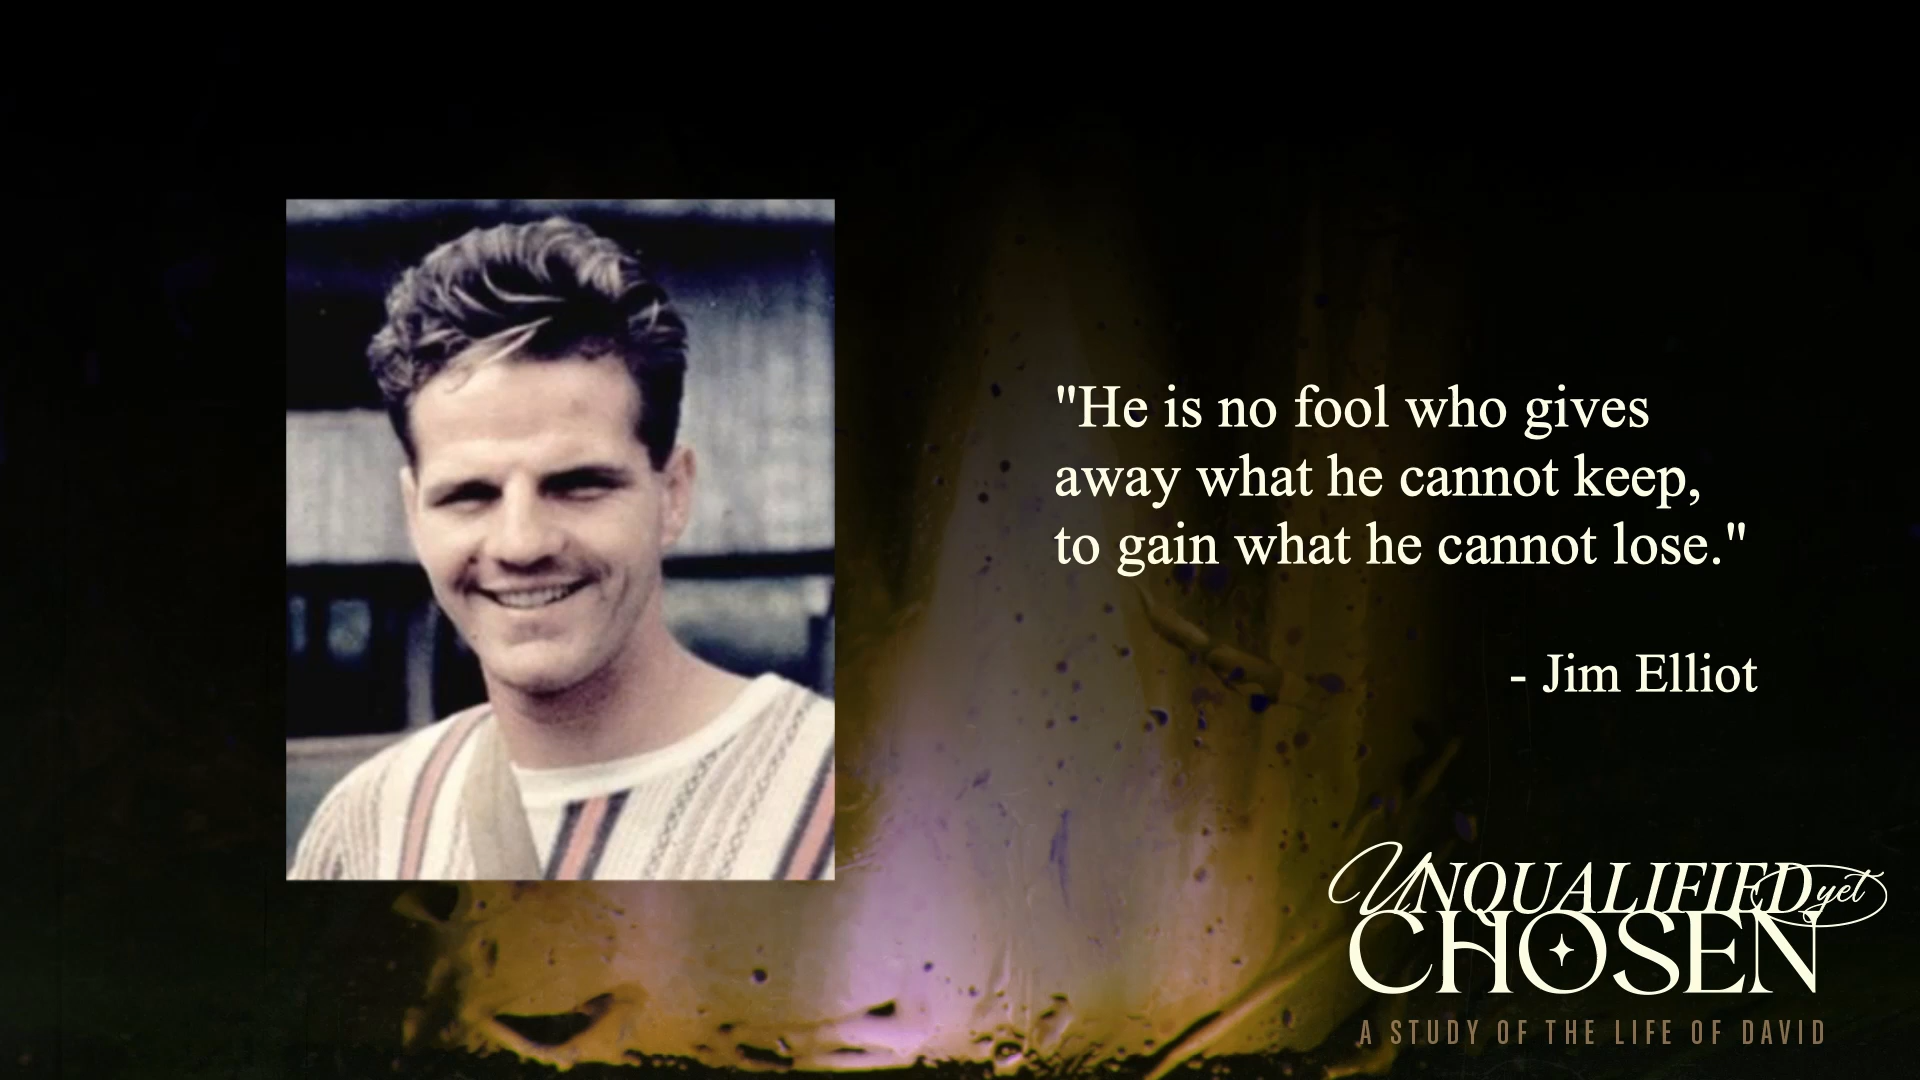 "He is no fool who gives
away what he cannot keep,
to gain what he cannot lose."
- Jim Elliot
UNQUALIFIED yet
CHOSEN
A STUDY OF THE LIFE OF DAVID